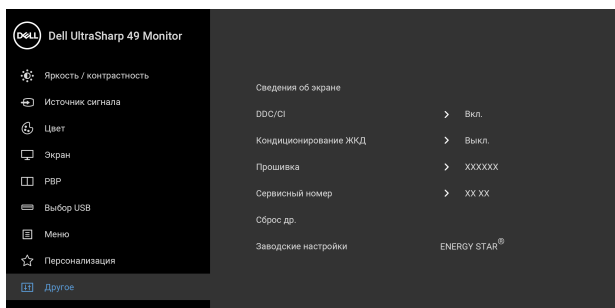 DELL Dell UltraSharp 49 Monitor
Яркость / контрастность
Источник сигнала
Цвет
Экран
PBP
Выбор USB
Меню
Персонализация
Другое
Сведения об экране
DDC/CI > Вкл.
Кондиционирование ЖКД > Выкл.
Прошивка > XXXXXX
Сервисный номер > XX XX
Сброс др.
Заводские настройки ENERGY STAR®